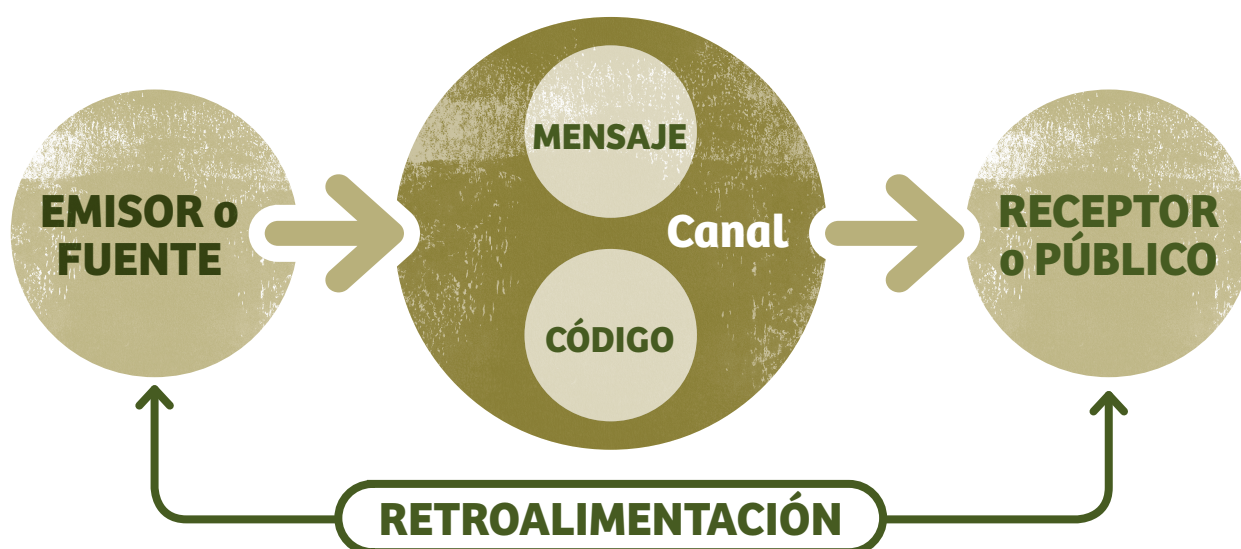 EMISOR o
FUENTE
MENSAJE
Canal
CÓDIGO
RECEPTOR
o PÚBLICO
RETROALIMENTACIÓN